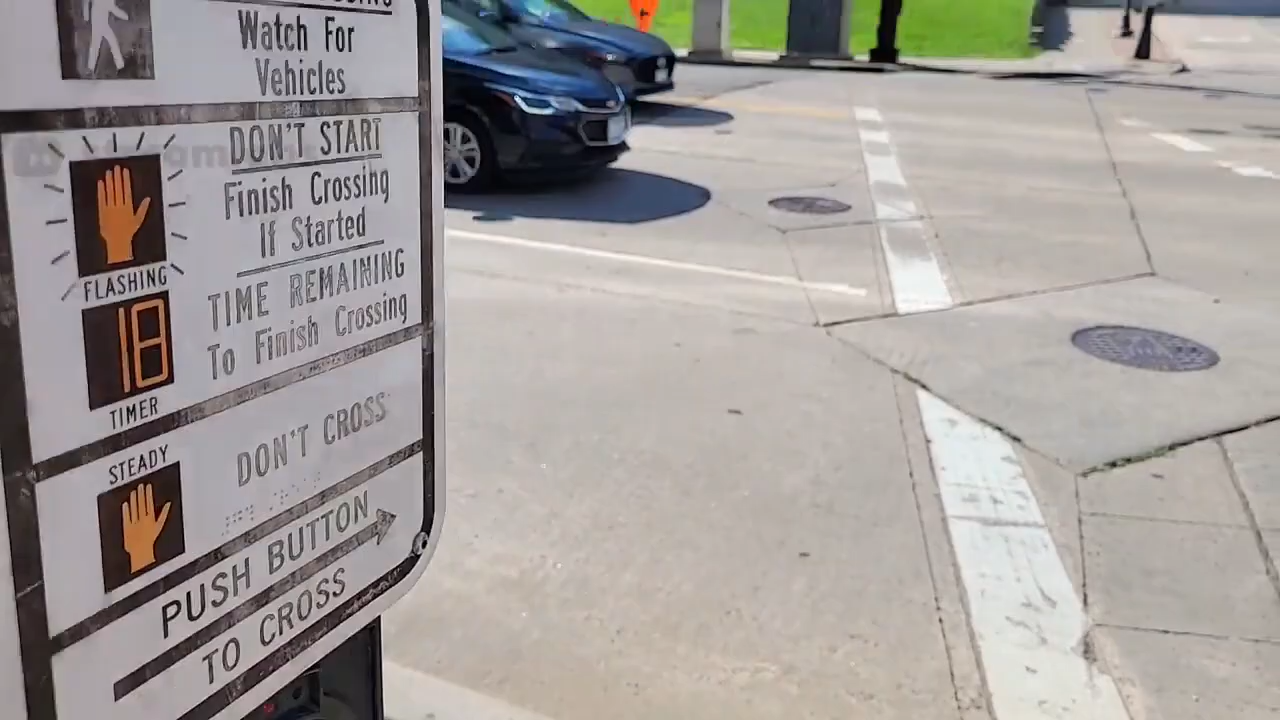 Watch For
Vehicles
DON'T START
Finish Crossing
If Started
FLASHING
TIME REMAINING
To Finish Crossing
18
TIMER
STEADY
DON'T CROSS
PUSH BUTTON
TO CROSS